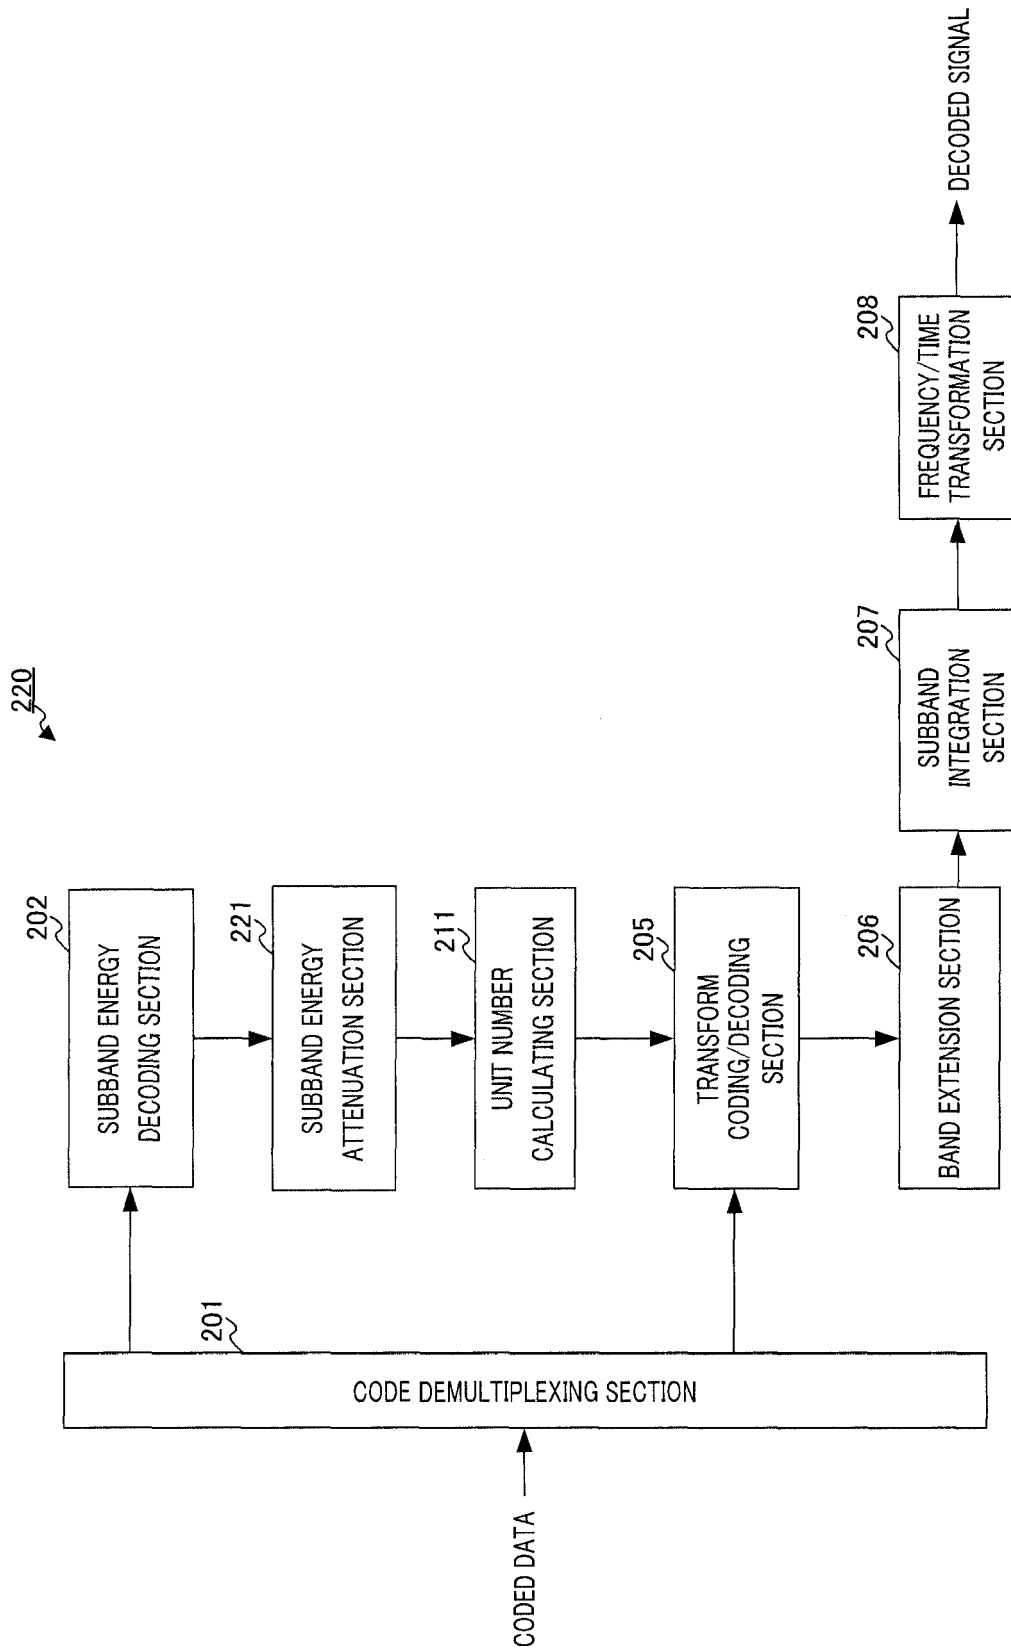 220
CODED DATA
201
CODE DEMULTIPLEXING SECTION
202
SUBBAND ENERGY
DECODING SECTION
221
SUBBAND ENERGY
ATTENUATION SECTION
211
UNIT NUMBER
CALCULATING SECTION
205
TRANSFORM
CODING/DECODING
SECTION
206
BAND EXTENSION SECTION
207
SUBBAND
INTEGRATION
SECTION
208
FREQUENCY/TIME
TRANSFORMATION
SECTION
DECODED SIGNAL